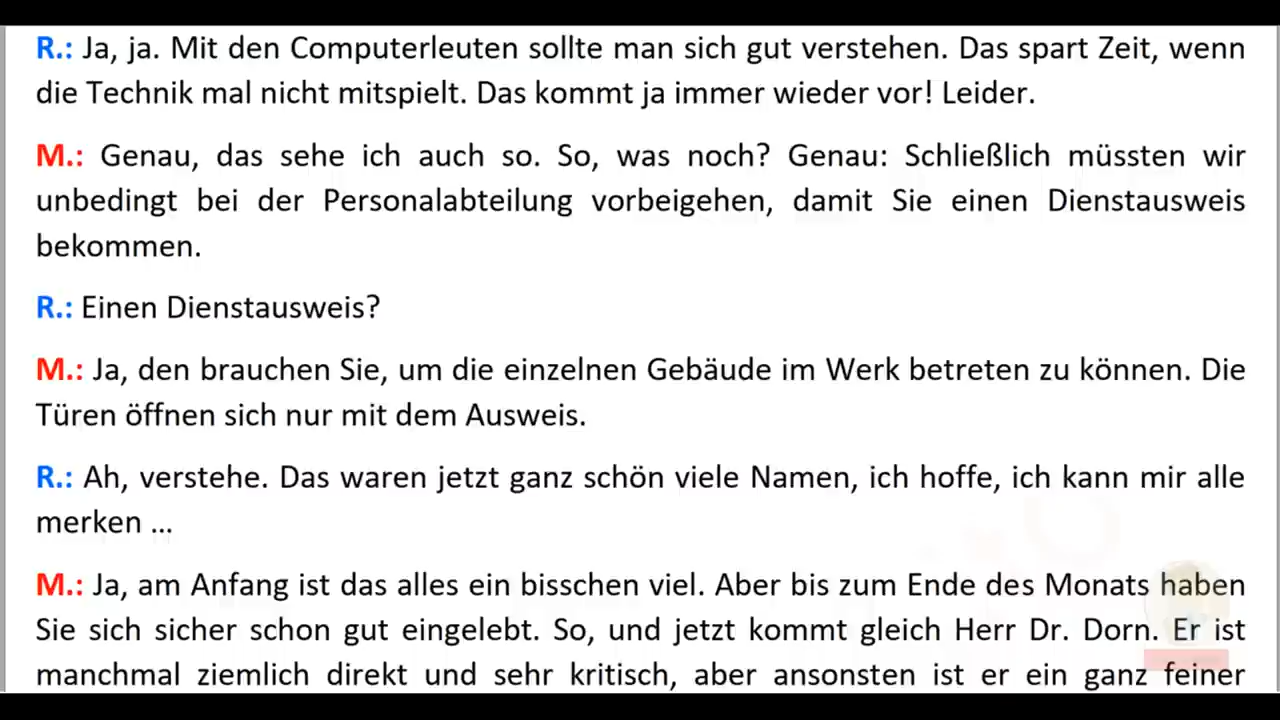 R.: Ja, ja. Mit den Computerleuten sollte man sich gut verstehen. Das spart Zeit, wenn
die Technik mal nicht mitspielt. Das kommt ja immer wieder vor! Leider.
M.: Genau, das sehe ich auch so. So, was noch? Genau: Schließlich müssten wir
unbedingt bei der Personalabteilung vorbeigehen, damit Sie einen Dienstausweis
bekommen.
R.: Einen Dienstausweis?
M.: Ja, den brauchen Sie, um die einzelnen Gebäude im Werk betreten zu können. Die
Türen öffnen sich nur mit dem Ausweis.
R.: Ah, verstehe. Das waren jetzt ganz schön viele Namen, ich hoffe, ich kann mir alle
merken ...
M.: Ja, am Anfang ist das alles ein bisschen viel. Aber bis zum Ende des Monats haben
Sie sich sicher schon gut eingelebt. So, und jetzt kommt gleich Herr Dr. Dorn. Er ist
manchmal ziemlich direkt und sehr kritisch, aber ansonsten ist er ein ganz feiner